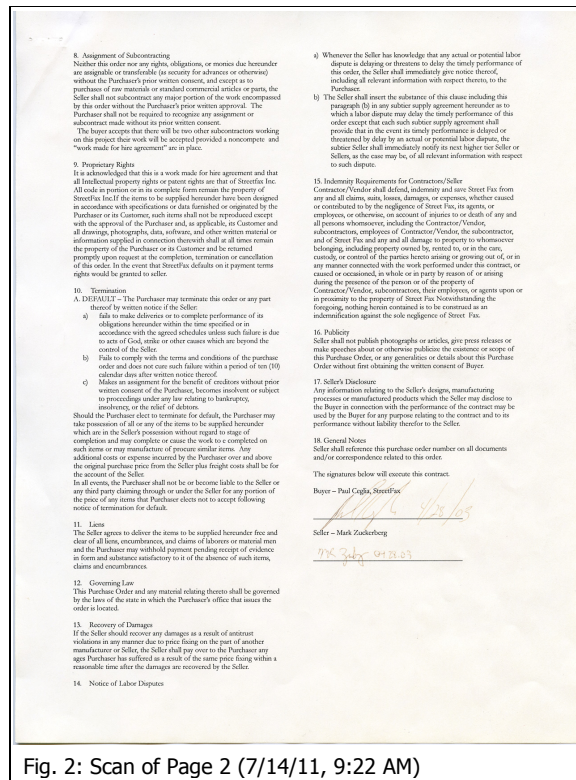 8. Assignment of Subcontracting
Neither this order nor any rights, obligations, or monies due hereunder
are assignable or transferable (as security for advances or otherwise)
without the Purchaser's prior written consent, and except as to
purchases of raw materials or standard commercial articles or parts, the
Seller shall not subcontract any major portion of the work encompassed
by this order without the Purchaser's prior written approval. The
Purchaser shall not be required to recognize any assignment or
subcontract made without its prior written consent.
The buyer accepts that there will be two other subcontractors working
on this project their work will be accepted provided a noncompete and
"work made for hire agreement" are in place.
9. Proprietary Rights
It is acknowledged that this is a work made for hire agreement and that
all Intellectual property rights or patent rights are that of Streetfax Inc.
All code in portion or in its complete form remain the property of
StreetFax Inc.If the items to be supplied hereunder have been designed
in accordance with specifications or data furnished or originated by the
Purchaser or its Customer, such items shall not be reproduced except
with the approval of the Purchaser and, as applicable, its Customer and
all drawings, photographs, data, software, and other written material or
information supplied in connection therewith shall at all times remain
the property of the Purchaser or its Customer and be returned
promptly upon request at the completion, termination or cancellation
of this order. In the event that StreetFax defaults on it payment terms
rights would be granted to seller.
10. Termination
A. DEFAULT – The Purchaser may terminate this order or any part
thereof by written notice if the Seller:
a) fails to make deliveries or to complete performance of its
obligations hereunder within the time specified or in
accordance with the agreed schedules unless such failure is due
to acts of God, strike or other causes which are beyond the
control of the Seller.
b) Fails to comply with the terms and conditions of the purchase
order and does not cure such failure within a period of ten (10)
calendar days after written notice thereof.
c) Makes an assignment for the benefit of creditors without prior
written consent of the Purchaser, becomes insolvent or subject
to proceedings under any law relating to bankruptcy,
insolvency, or the relief of debtors.
Should the Purchaser elect to terminate for default, the Purchaser may
take possession of all or any of the items to be supplied hereunder
which are in the Seller's possession without regard to stage of
completion and may complete or cause the work to e completed on
such items or may manufacture of procure similar items. Any
additional costs or expense incurred by the Purchaser over and above
the original purchase price from the Seller plus freight costs shall be for
the account of the Seller.
In all events, the Purchaser shall not be or become liable to the Seller or
any third party claiming through or under the Seller for any portion of
the price of any items that Purchaser elects not to accept following
notice of termination for default.
11. Liens
The Seller agrees to deliver the items to be supplied hereunder free and
clear of all liens, encumbrances, and claims of laborers or material men
and the Purchaser may withhold payment pending receipt of evidence
in form and substance satisfactory to it of the absence of such items,
claims and encumbrances.
12. Governing Law
This Purchase Order and any material relating thereto shall be governed
by the laws of the state in which the Purchaser's office that issues the
order is located.
13. Recovery of Damages
If the Seller should recover any damages as a result of antitrust
violations in any manner due to price fixing on the part of another
manufacturer or Seller, the Seller shall pay over to the Purchaser any
ages Purchaser has suffered as a result of the same price fixing within a
reasonable time after the damages are recovered by the Seller.
14. Notice of Labor Disputes
a) Whenever the Seller has knowledge that any actual or potential labor
dispute is delaying or threatens to delay the timely performance of
this order, the Seller shall immediately give notice thereof,
including all relevant information with respect thereto, to the
Purchaser.
b) The Seller shall insert the substance of this clause including this
paragraph (b) in any subtier supply agreement hereunder as to
which a labor dispute may delay the timely performance of this
order except that each such subtier supply agreement shall
provide that in the event its timely performance is delayed or
threatened by delay by an actual or potential labor dispute, the
subtier Seller shall immediately notify its next higher tier Seller or
Sellers, as the case may be, of all relevant information with respect
to such dispute.
15. Indemnity Requirements for Contractors/Seller
Contractor/Vendor shall defend, indemnify and save Street Fax from
any and all claims, suits, losses, damages, or expenses, whether caused
or contributed to by the negligence of Street Fax, its agents, or
employees, or otherwise, on account of injuries to or death of any and
all persons whomsoever, including the Contractor/Vendor,
subcontractors, employees of Contractor/Vendor, the subcontractor,
and of Street Fax and any and all damage to property to whomsoever
belonging, including property owned by, rented to, or in the care,
custody, or control of the parties hereto arising or growing out of, or in
any manner connected with the work performed under this contract, or
caused or occasioned, in whole or in part by reason of or arising
during the presence of the person or of the property of
Contractor/Vendor, subcontractors, their employees, or agents upon or
in proximity to the property of Street Fax Notwithstanding the
foregoing, nothing herein contained is to be construed as an
indemnification against the sole negligence of Street Fax.
16. Publicity
Seller shall not publish photographs or articles, give press releases or
make speeches about or otherwise publicize the existence or scope of
this Purchase Order, or any generalities or details about this Purchase
Order without first obtaining the written consent of Buyer.
17. Seller's Disclosure
Any information relating to the Seller's designs, manufacturing
processes or manufactured products which the Seller may disclose to
the Buyer in connection with the performance of the contract may be
used by the Buyer for any purpose relating to the contract and to its
performance without liability therefor to the Seller.
18. General Notes
Seller shall reference this purchase order number on all documents
and/or correspondence related to this order.
The signatures below will execute this contract.
Buyer – Paul Ceglia, StreetFax
4/28/03
Seller – Mark Zuckerberg
04.28.03
Fig. 2: Scan of Page 2 (7/14/11, 9:22 AM)